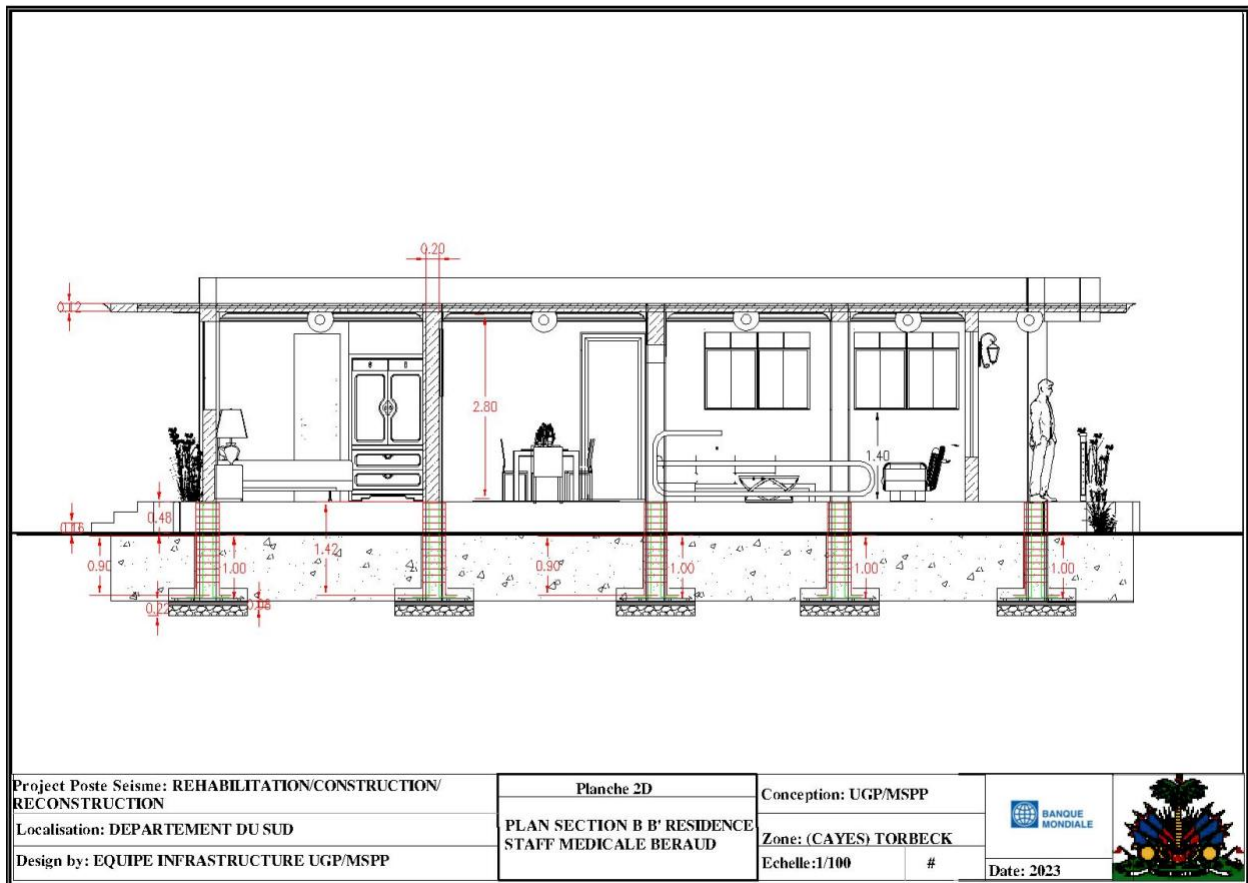 0.20
0.12
2.80
1.40
0.48
0.16
1.42
0.90
1.00
0.90
1.00
1.00
1.00
0.22
0.08
Project Poste Seisme: REHABILITATION/CONSTRUCTION/
RECONSTRUCTION
Localisation: DEPARTEMENT DU SUD
Design by: EQUIPE INFRASTRUCTURE UGP/MSPP
Planche 2D
PLAN SECTION B B' RESIDENCE
STAFF MEDICALE BERAUD
Conception: UGP/MSPP
Zone: (CAYES) TORBECK
Echelle:1/100 #
BANQUE
MONDIALE
Date: 2023